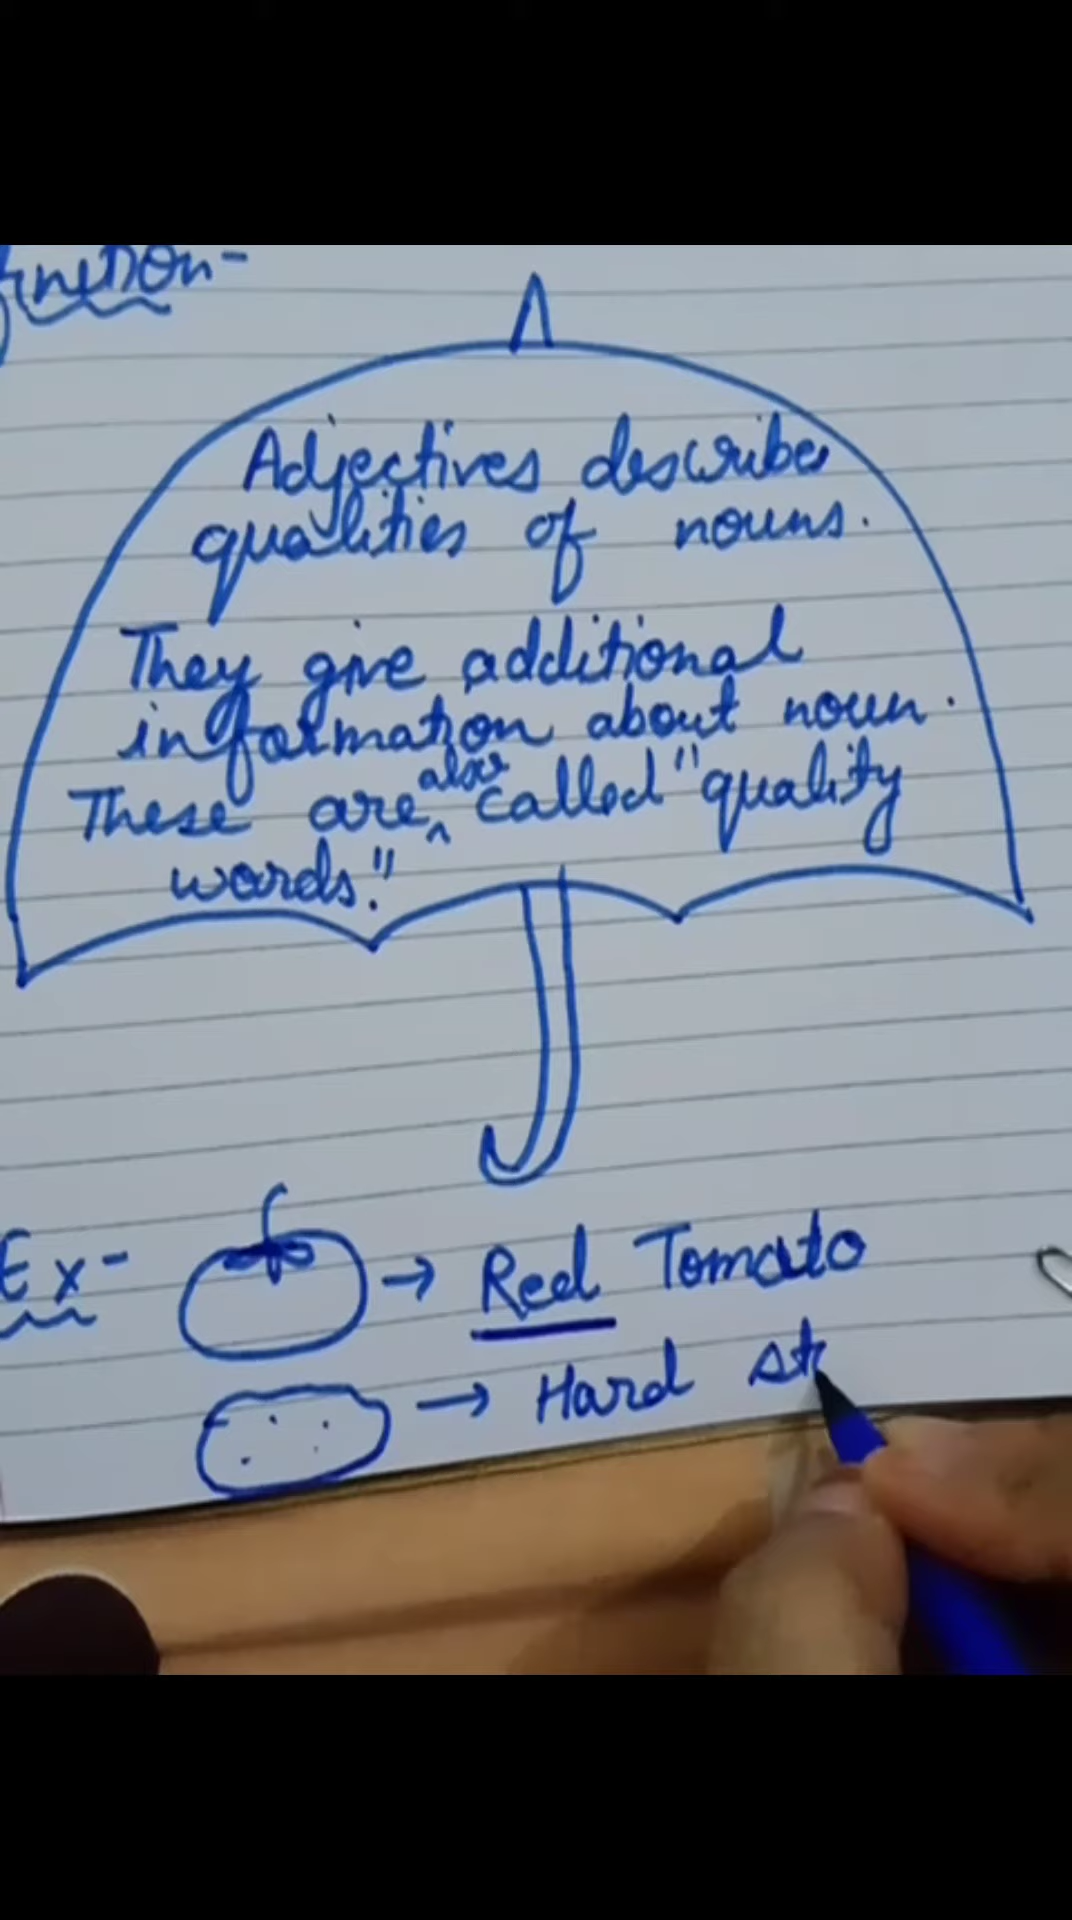 Adjectives describe
qualities of nouns.
They give additional
information about noun.
These are also called "quality
words."
Ex-
→ Red Tomato
→ Hard st